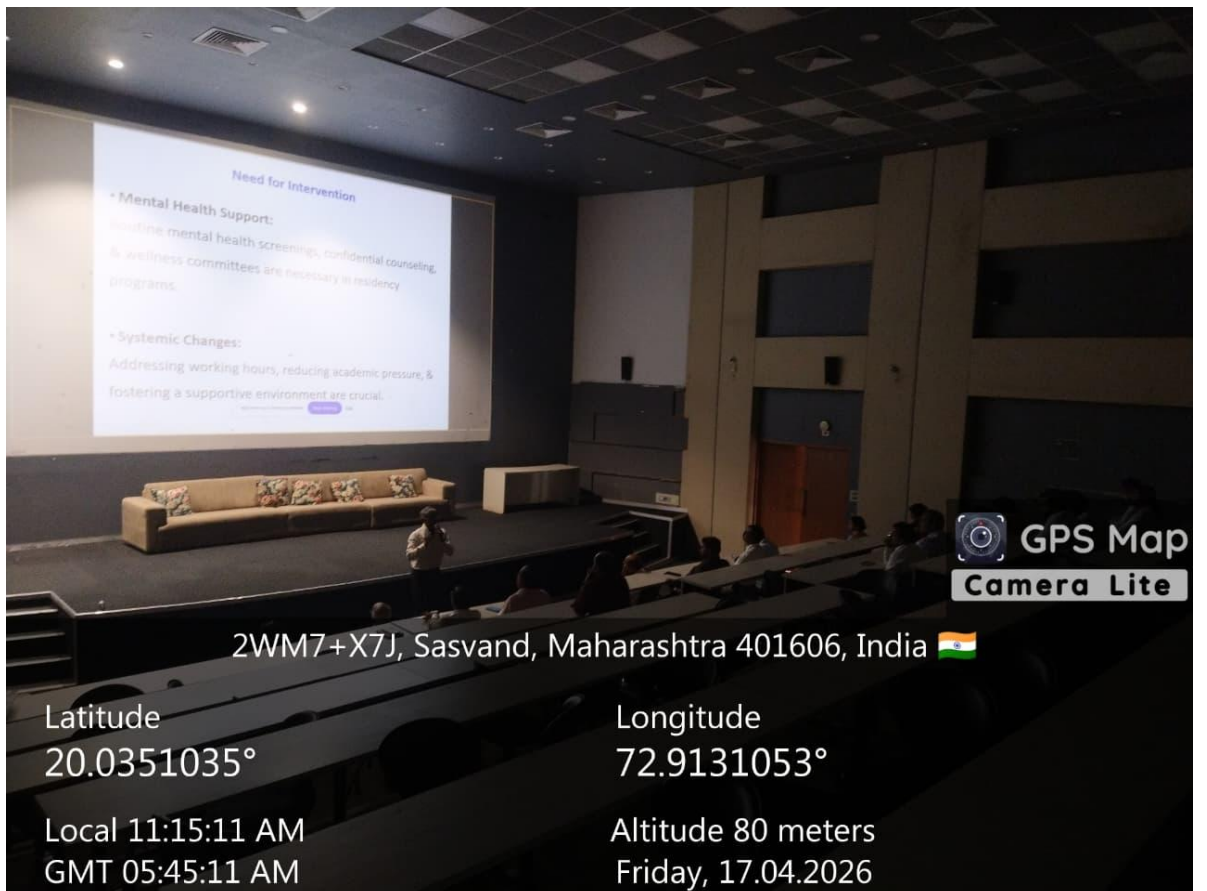 Need for Intervention
• Mental Health Support:
mental health screenings, confidential counseling,
& wellness committees are necessary in residency
programs.
• Systemic Changes:
Addressing working hours, reducing academic pressure, &
fostering a supportive environment are crucial.
GPS Map
Camera Lite
2WM7+X7J, Sasvand, Maharashtra 401606, India
Latitude
20.0351035°
Longitude
72.9131053°
Local 11:15:11 AM
GMT 05:45:11 AM
Altitude 80 meters
Friday, 17.04.2026